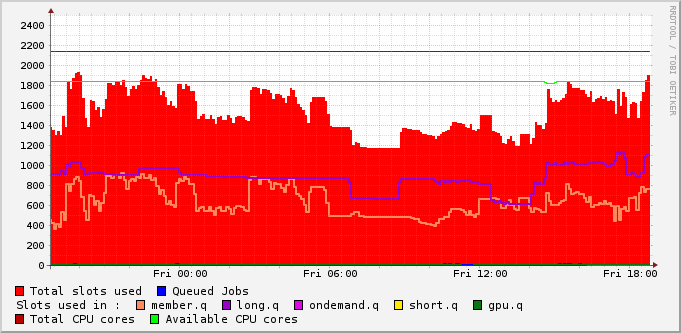 2400
2200
2000
1800
1600
1400
1200
1000
800
600
400
200
0
Fri 00:00 Fri 06:00 Fri 12:00 Fri 18:00
Total slots used Queued Jobs
Slots used in : member.q long.q ondemand.q short.q gpu.q
Total CPU cores Available CPU cores
RRDTOOL / TOBI OETIKER